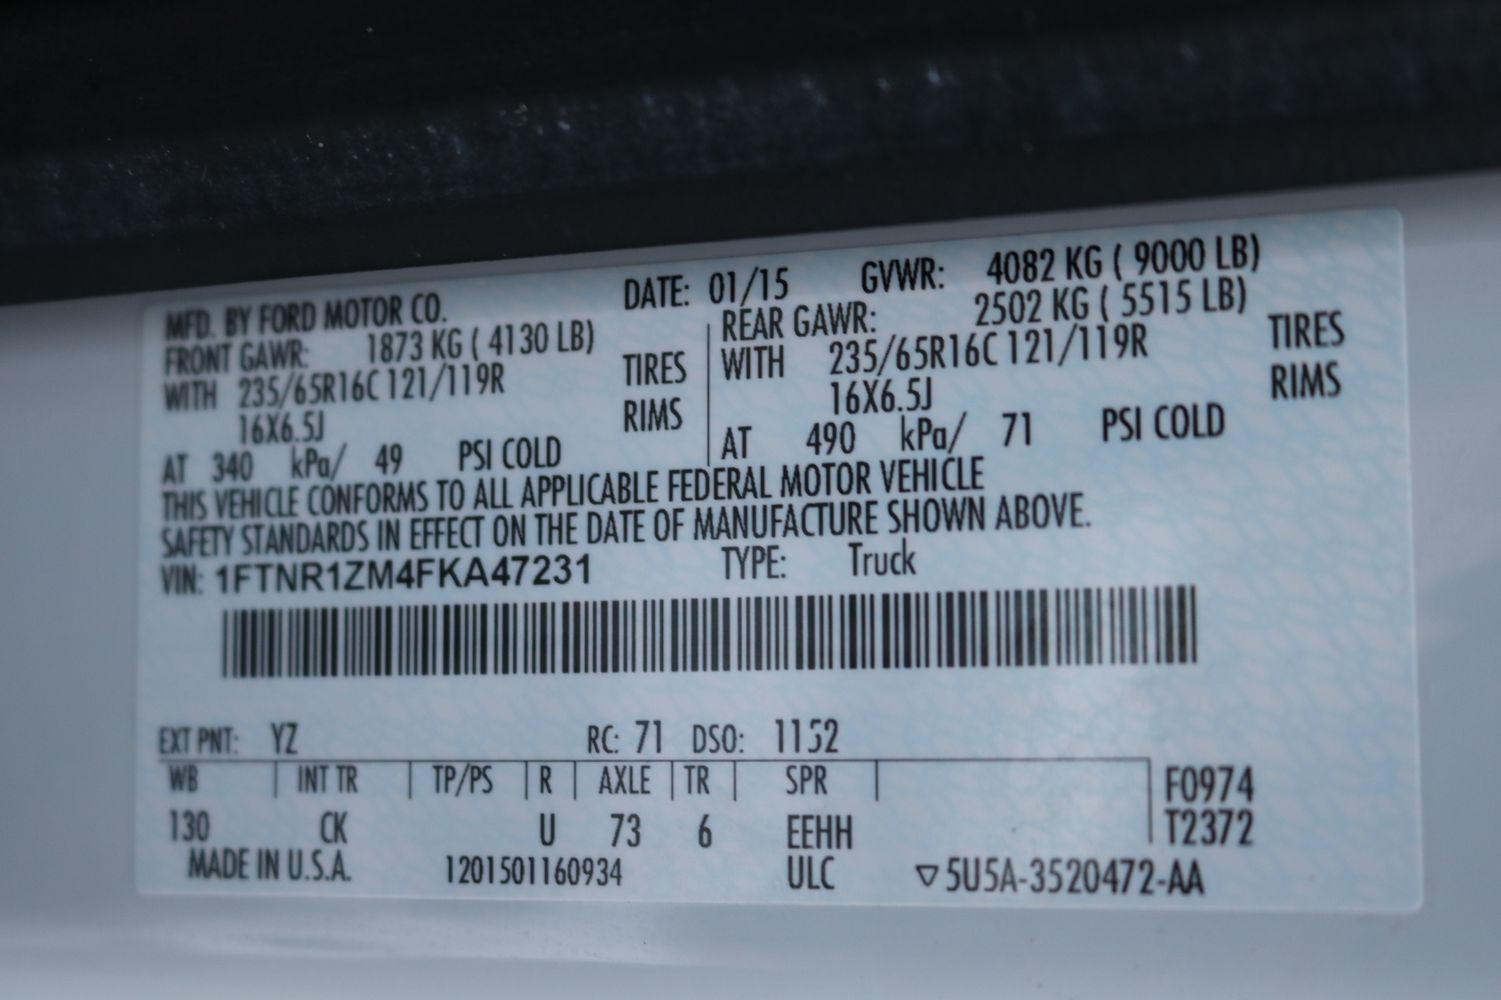 MFD. BY FORD MOTOR CO. DATE: 01/15 GVWR: 4082 KG ( 9000 LB)
FRONT GAWR: 1873 KG ( 4130 LB) REAR GAWR: 2502 KG ( 5515 LB)
WITH 235/65R16C 121/119R TIRES WITH 235/65R16C 121/119R TIRES
16X6.5J RIMS 16X6.5J RIMS
AT 340 kPa/ 49 PSI COLD AT 490 kPa/ 71 PSI COLD
THIS VEHICLE CONFORMS TO ALL APPLICABLE FEDERAL MOTOR VEHICLE
SAFETY STANDARDS IN EFFECT ON THE DATE OF MANUFACTURE SHOWN ABOVE.
VIN: 1FTNR1ZM4FKA47231 TYPE: Truck
EXT PNT: YZ RC: 71 DSO: 1152
WB INT TR TP/PS R AXLE TR SPR F0974
130 CK U 73 6 EEHH T2372
MADE IN U.S.A. 1201501160934 ULC ▽5U5A-3520472-AA